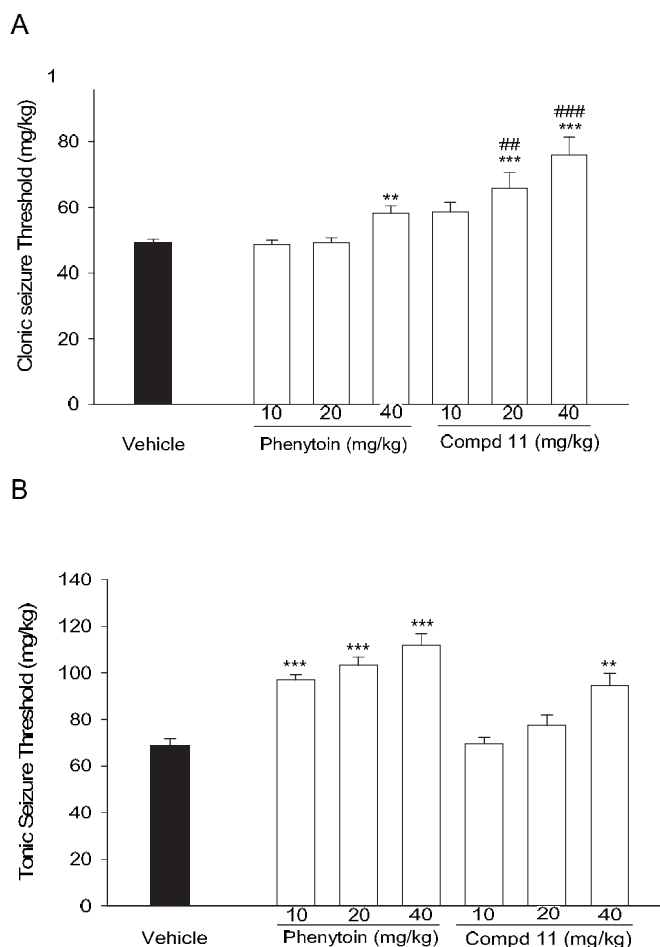 A
1
Clonic seizure Threshold (mg/kg)
80
60
40
20
0
**
##
***
###
***
10 20 40 10 20 40
Vehicle
Phenytoin (mg/kg)
Compd 11 (mg/kg)
B
Tonic Seizure Threshold (mg/kg)
140
120
100
80
60
40
20
0
***
***
***
**
10 20 40 10 20 40
Vehicle
Phenytoin (mg/kg)
Compd 11 (mg/kg)